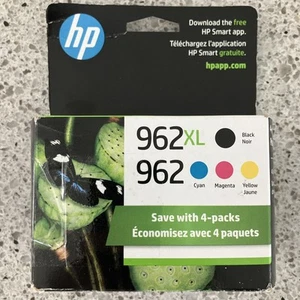 hp
Download the free
HP Smart app.
Téléchargez l'application
HP Smart gratuite.
hpapp.com
962XL
Black
Noir
962
Cyan
Magenta
Yellow
Jaune
Save with 4-packs
Économisez avec 4 paquets